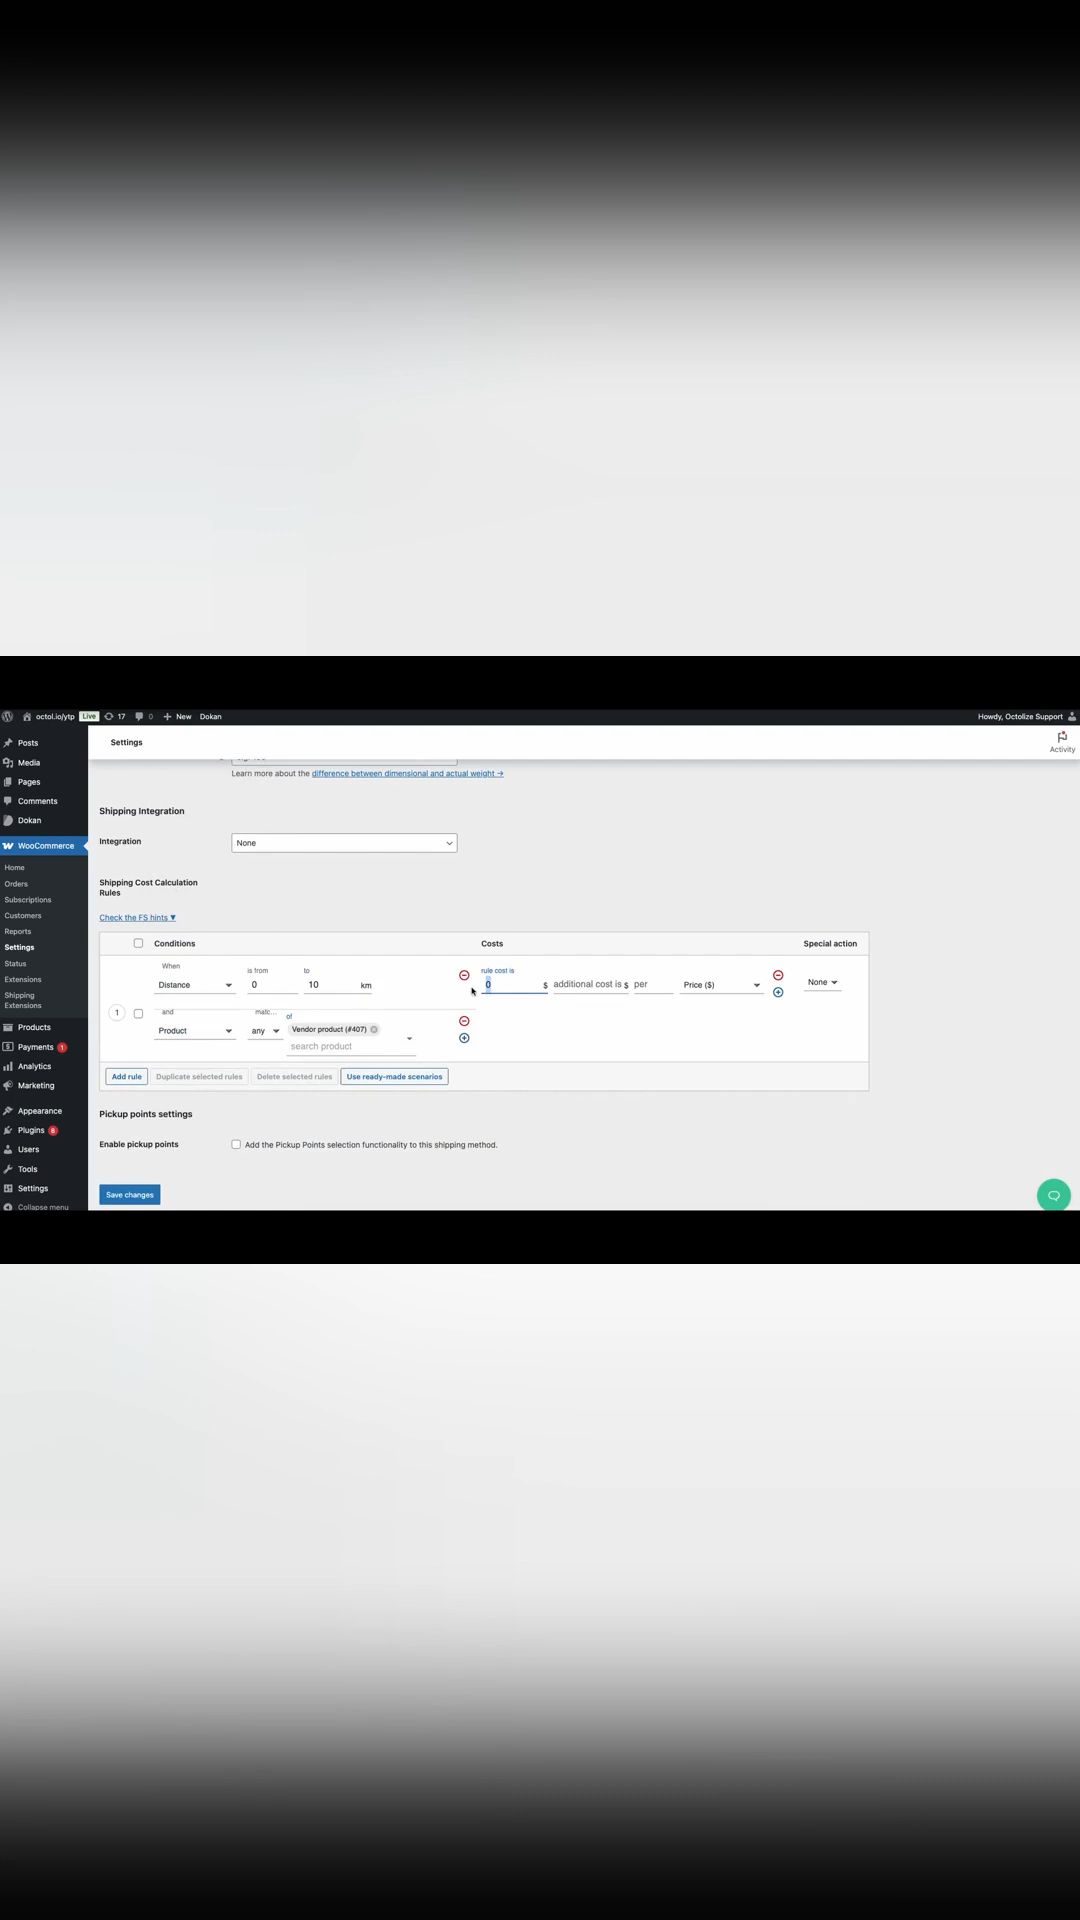 octol.io/ytp Live 17 0 New Dokan Howdy, Octolize Support
Posts
Media
Pages
Comments
Dokan
WooCommerce
Home
Orders
Subscriptions
Customers
Reports
Settings
Status
Extensions
Shipping
Extensions
Products
Payments 1
Analytics
Marketing
Appearance
Plugins 8
Users
Tools
Settings
Collapse menu
Settings
Activity
Learn more about the difference between dimensional and actual weight →
Shipping Integration
Integration None
Shipping Cost Calculation
Rules
Check the FS hints ▼
Conditions Costs Special action
When is from to rule cost is
Distance 0 10 km 0 $ additional cost is $ per Price ($) None
1
and matc... of
Product any Vendor product (#407)
search product
Add rule Duplicate selected rules Delete selected rules Use ready-made scenarios
Pickup points settings
Enable pickup points Add the Pickup Points selection functionality to this shipping method.
Save changes